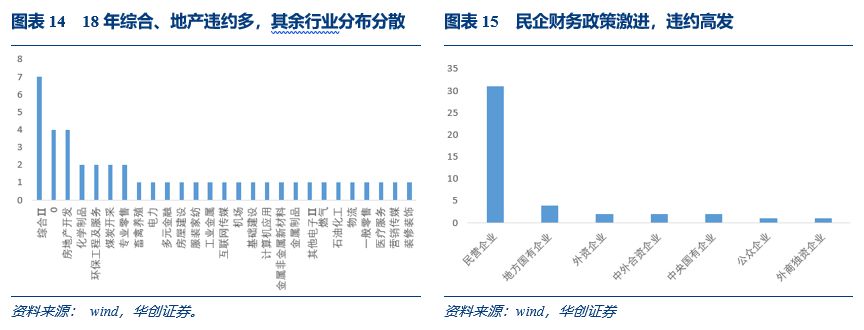 图表 14 18 年综合、地产违约多，其余行业分布分散
8
7
6
5
4
3
2
1
0
综合Ⅱ
0
房地产开发
化学制品
环保工程及服务
煤炭开采
专业零售
畜禽养殖
电力
多元金融
房屋建设
服装家纺
工业金属
互联网传媒
机场
基础建设
计算机应用
金属非金属新材料
金属制品
其他电子Ⅱ
燃气
石油化工
物流
一般零售
医疗服务
营销传媒
装修装饰
资料来源： wind，华创证券。
图表 15 民企财务政策激进，违约高发
35
30
25
20
15
10
5
0
民营企业
地方国有企业
外资企业
中外合资企业
中央国有企业
公众企业
外商独资企业
资料来源：wind，华创证券